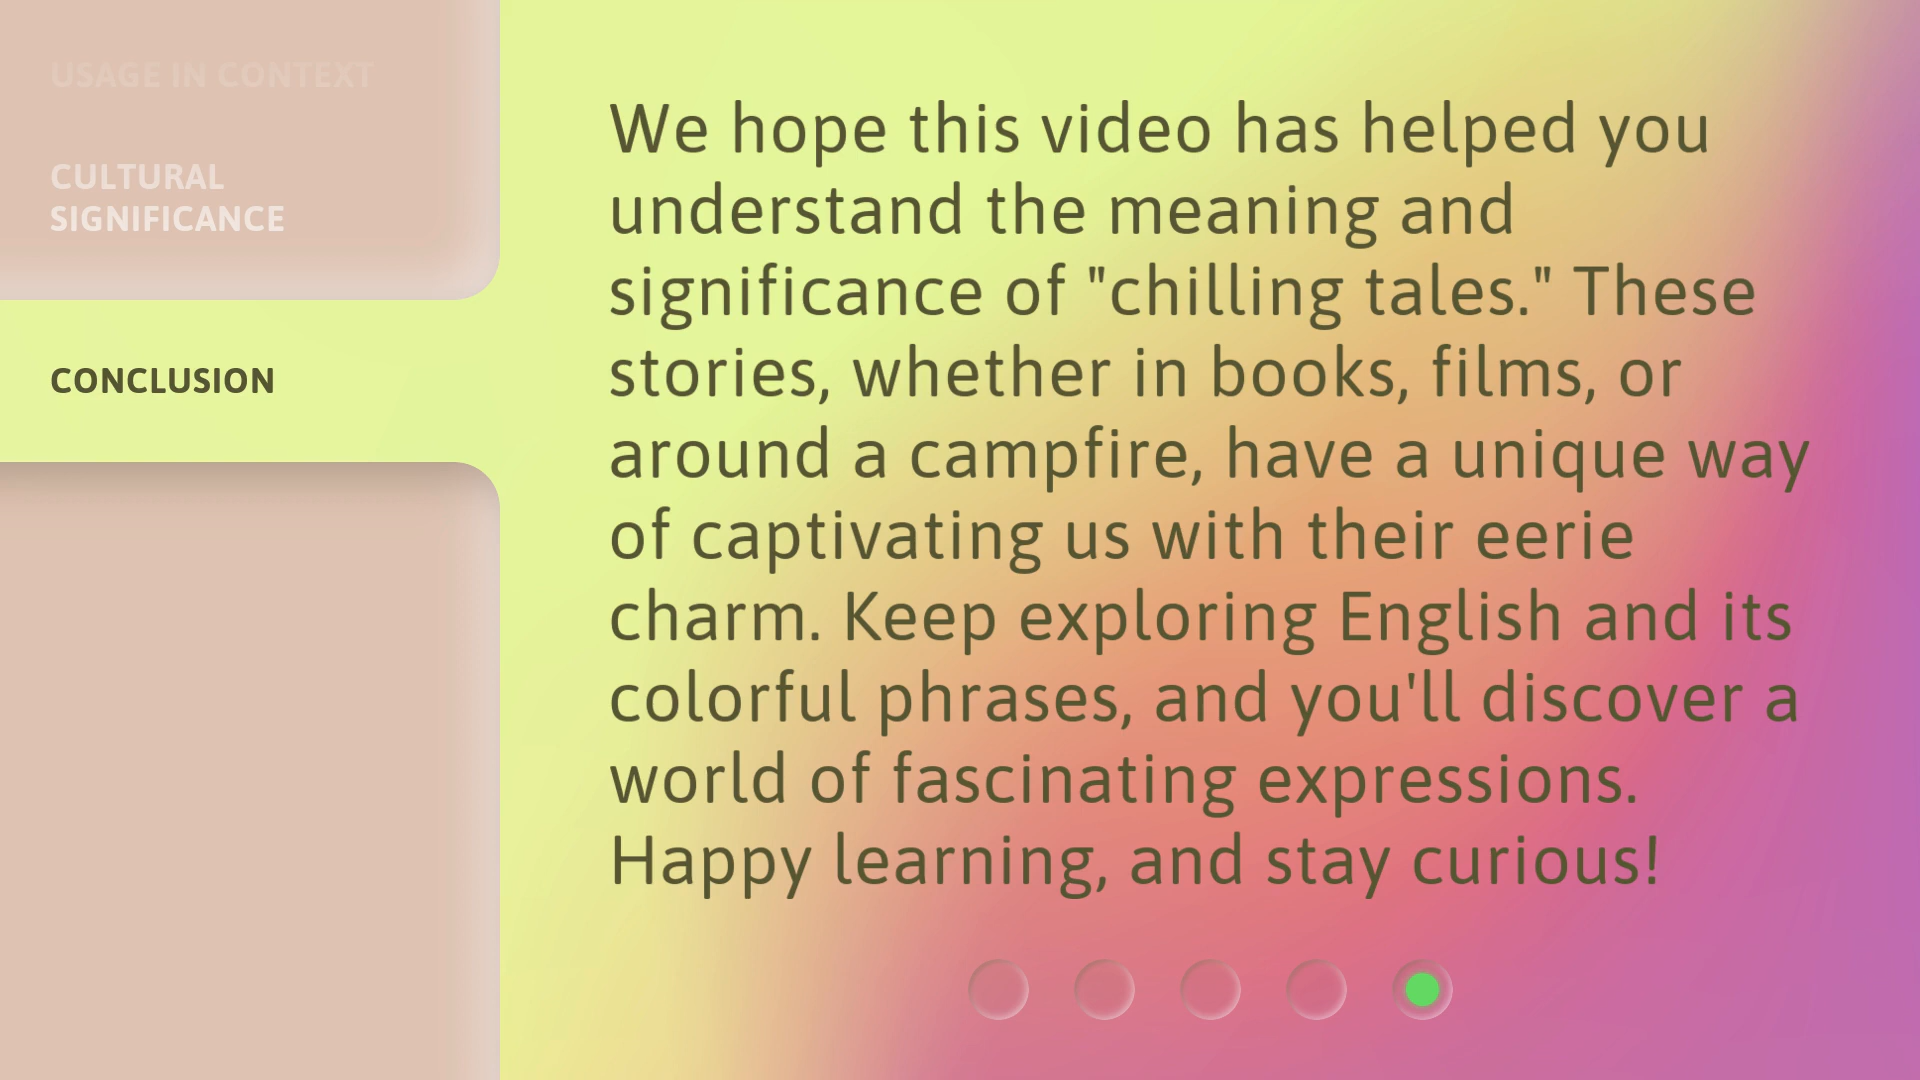 USAGE IN CONTEXT
CULTURAL
SIGNIFICANCE
CONCLUSION
We hope this video has helped you
understand the meaning and
significance of "chilling tales." These
stories, whether in books, films, or
around a campfire, have a unique way
of captivating us with their eerie
charm. Keep exploring English and its
colorful phrases, and you'll discover a
world of fascinating expressions.
Happy learning, and stay curious!